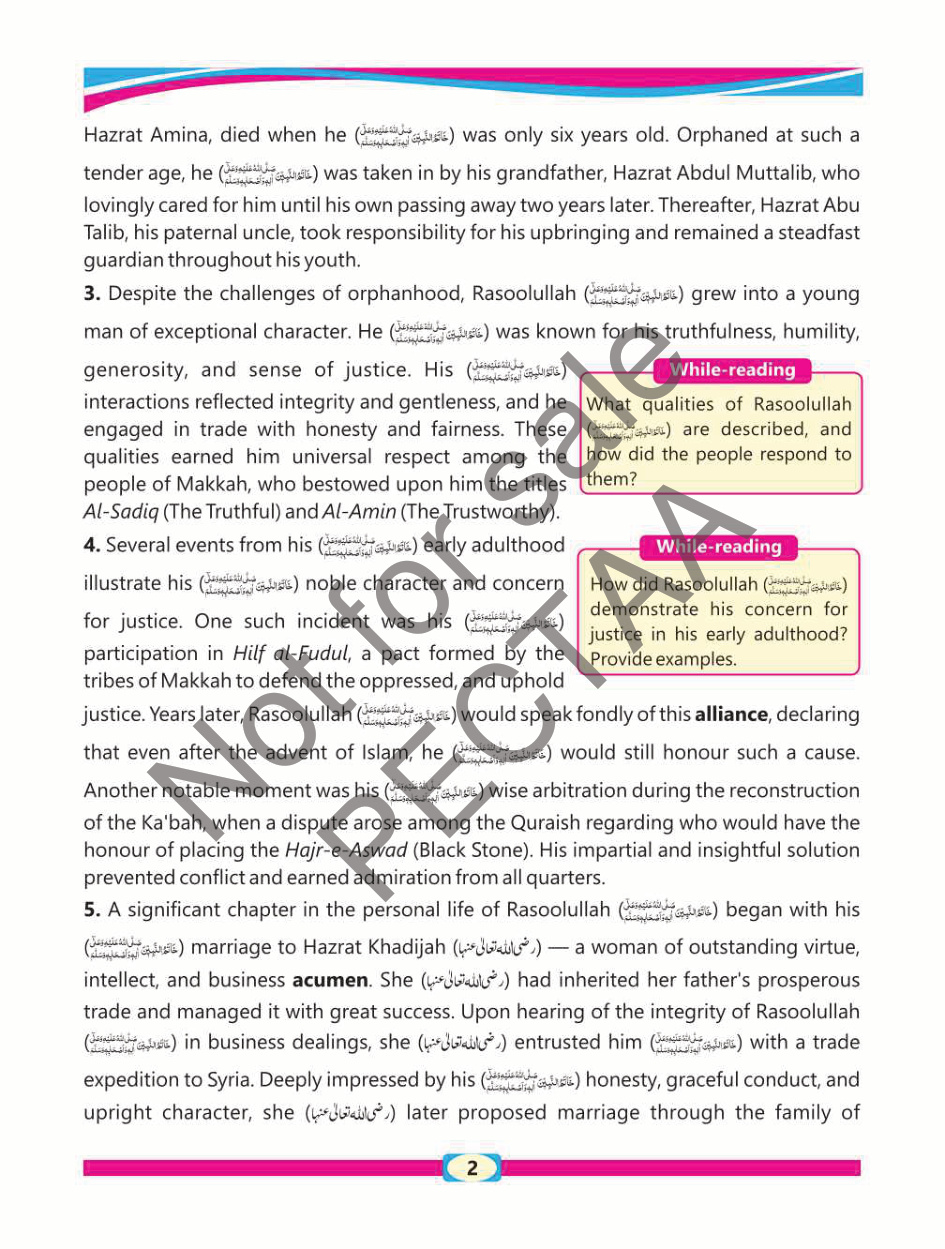 Hazrat Amina, died when he (خَاتَمُ النَّبِيِّنَ صَلَّى اللهُ عَلَيْهِ وَعَلَى آلِهِ وَأَصْحَابِهِ وَسَلَّمَ) was only six years old. Orphaned at such a
tender age, he (خَاتَمُ النَّبِيِّنَ صَلَّى اللهُ عَلَيْهِ وَعَلَى آلِهِ وَأَصْحَابِهِ وَسَلَّمَ) was taken in by his grandfather, Hazrat Abdul Muttalib, who
lovingly cared for him until his own passing away two years later. Thereafter, Hazrat Abu
Talib, his paternal uncle, took responsibility for his upbringing and remained a steadfast
guardian throughout his youth.
3. Despite the challenges of orphanhood, Rasoolullah (خَاتَمُ النَّبِيِّنَ صَلَّى اللهُ عَلَيْهِ وَعَلَى آلِهِ وَأَصْحَابِهِ وَسَلَّمَ) grew into a young
man of exceptional character. He (خَاتَمُ النَّبِيِّنَ صَلَّى اللهُ عَلَيْهِ وَعَلَى آلِهِ وَأَصْحَابِهِ وَسَلَّمَ) was known for his truthfulness, humility,
generosity, and sense of justice. His (خَاتَمُ النَّبِيِّنَ صَلَّى اللهُ عَلَيْهِ وَعَلَى آلِهِ وَأَصْحَابِهِ وَسَلَّمَ)
interactions reflected integrity and gentleness, and he
engaged in trade with honesty and fairness. These
qualities earned him universal respect among the
people of Makkah, who bestowed upon him the titles
Al-Sadiq (The Truthful) and Al-Amin (The Trustworthy).
While-reading
What qualities of Rasoolullah
(خَاتَمُ النَّبِيِّنَ صَلَّى اللهُ عَلَيْهِ وَعَلَى آلِهِ وَأَصْحَابِهِ وَسَلَّمَ) are described, and
how did the people respond to
them?
4. Several events from his (خَاتَمُ النَّبِيِّنَ صَلَّى اللهُ عَلَيْهِ وَعَلَى آلِهِ وَأَصْحَابِهِ وَسَلَّمَ) early adulthood
illustrate his (خَاتَمُ النَّبِيِّنَ صَلَّى اللهُ عَلَيْهِ وَعَلَى آلِهِ وَأَصْحَابِهِ وَسَلَّمَ) noble character and concern
for justice. One such incident was his (خَاتَمُ النَّبِيِّنَ صَلَّى اللهُ عَلَيْهِ وَعَلَى آلِهِ وَأَصْحَابِهِ وَسَلَّمَ)
participation in Hilf al-Fudul, a pact formed by the
tribes of Makkah to defend the oppressed, and uphold
While-reading
How did Rasoolullah (خَاتَمُ النَّبِيِّنَ صَلَّى اللهُ عَلَيْهِ وَعَلَى آلِهِ وَأَصْحَابِهِ وَسَلَّمَ)
demonstrate his concern for
justice in his early adulthood?
Provide examples.
justice. Years later, Rasoolullah (خَاتَمُ النَّبِيِّنَ صَلَّى اللهُ عَلَيْهِ وَعَلَى آلِهِ وَأَصْحَابِهِ وَسَلَّمَ) would speak fondly of this alliance, declaring
that even after the advent of Islam, he (خَاتَمُ النَّبِيِّنَ صَلَّى اللهُ عَلَيْهِ وَعَلَى آلِهِ وَأَصْحَابِهِ وَسَلَّمَ) would still honour such a cause.
Another notable moment was his (خَاتَمُ النَّبِيِّنَ صَلَّى اللهُ عَلَيْهِ وَعَلَى آلِهِ وَأَصْحَابِهِ وَسَلَّمَ) wise arbitration during the reconstruction
of the Ka'bah, when a dispute arose among the Quraish regarding who would have the
honour of placing the Hajr-e-Aswad (Black Stone). His impartial and insightful solution
prevented conflict and earned admiration from all quarters.
5. A significant chapter in the personal life of Rasoolullah (خَاتَمُ النَّبِيِّنَ صَلَّى اللهُ عَلَيْهِ وَعَلَى آلِهِ وَأَصْحَابِهِ وَسَلَّمَ) began with his
(خَاتَمُ النَّبِيِّنَ صَلَّى اللهُ عَلَيْهِ وَعَلَى آلِهِ وَأَصْحَابِهِ وَسَلَّمَ) marriage to Hazrat Khadijah (رضی اللہ تعالیٰ عنہا) — a woman of outstanding virtue,
intellect, and business acumen. She (رضی اللہ تعالیٰ عنہا) had inherited her father's prosperous
trade and managed it with great success. Upon hearing of the integrity of Rasoolullah
(خَاتَمُ النَّبِيِّنَ صَلَّى اللهُ عَلَيْهِ وَعَلَى آلِهِ وَأَصْحَابِهِ وَسَلَّمَ) in business dealings, she (رضی اللہ تعالیٰ عنہا) entrusted him (خَاتَمُ النَّبِيِّنَ صَلَّى اللهُ عَلَيْهِ وَعَلَى آلِهِ وَأَصْحَابِهِ وَسَلَّمَ) with a trade
expedition to Syria. Deeply impressed by his (خَاتَمُ النَّبِيِّنَ صَلَّى اللهُ عَلَيْهِ وَعَلَى آلِهِ وَأَصْحَابِهِ وَسَلَّمَ) honesty, graceful conduct, and
upright character, she (رضی اللہ تعالیٰ عنہا) later proposed marriage through the family of
2
Not for sale
PECTAA